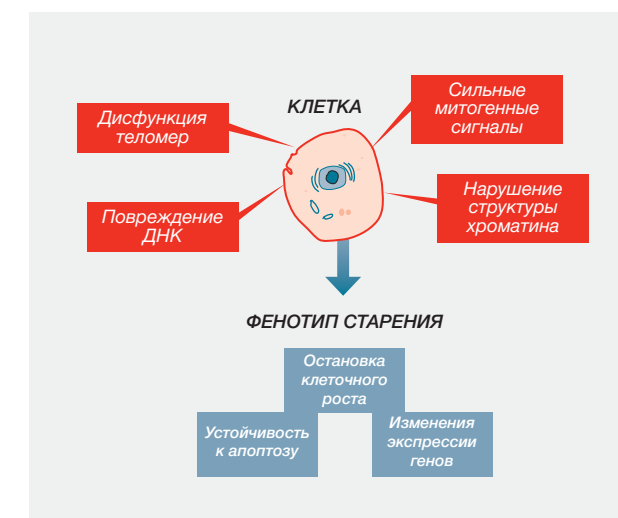 КЛЕТКА
Дисфункция
теломер
Сильные
митогенные
сигналы
Повреждение
ДНК
Нарушение
структуры
хроматина
ФЕНОТИП СТАРЕНИЯ
Остановка
клеточного
роста
Устойчивость
к апоптозу
Изменения
экспрессии
генов